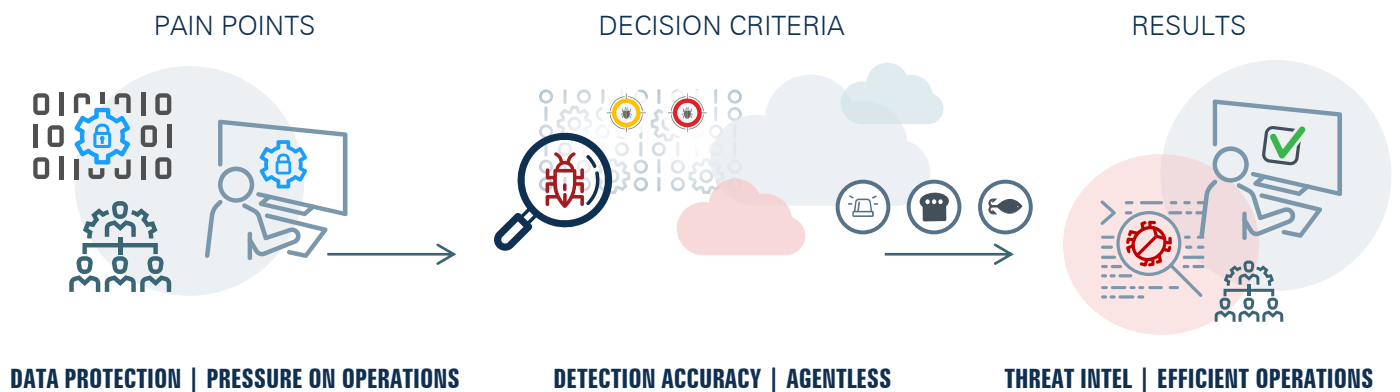 PAIN POINTS
DECISION CRITERIA
RESULTS
DATA PROTECTION | PRESSURE ON OPERATIONS
DETECTION ACCURACY | AGENTLESS
THREAT INTEL | EFFICIENT OPERATIONS